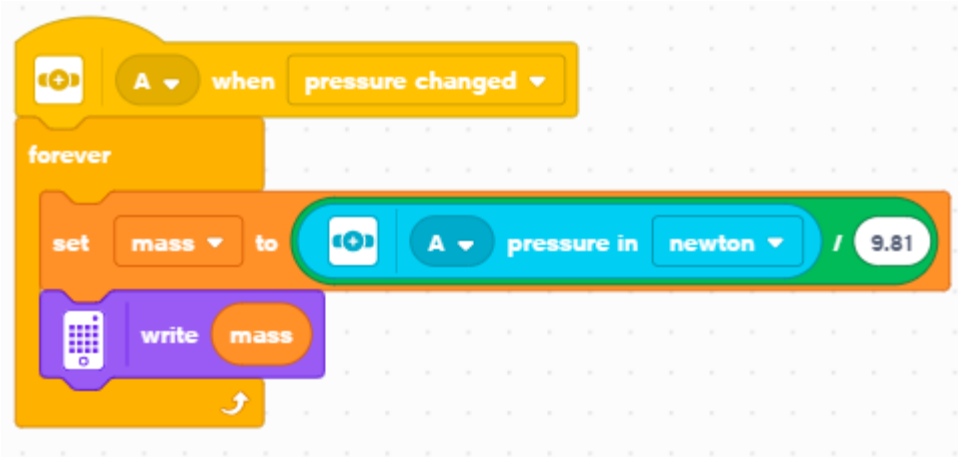 A when pressure changed
forever
set mass to A pressure in newton / 9.81
write mass